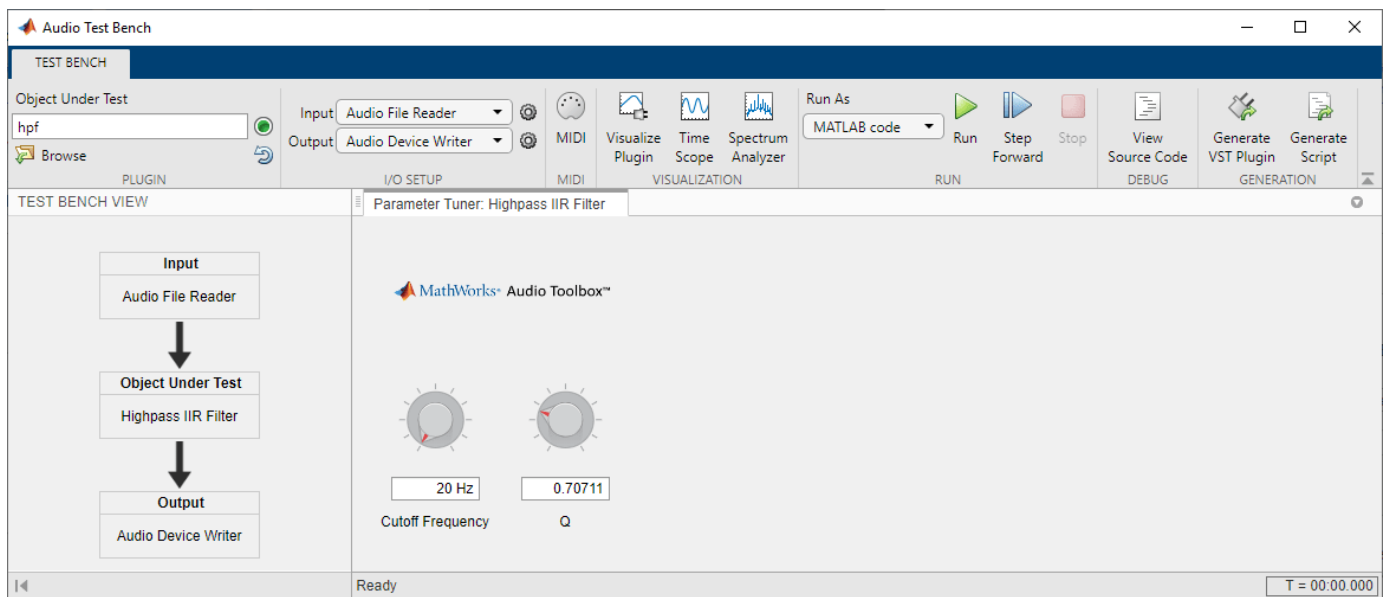 Audio Test Bench
TEST BENCH
Object Under Test
hpf
Browse
PLUGIN
Input Audio File Reader
Output Audio Device Writer
I/O SETUP
MIDI
MIDI
Visualize Plugin
Time Scope
Spectrum Analyzer
VISUALIZATION
Run As
MATLAB code
Run
Step Forward
Stop
RUN
View Source Code
DEBUG
Generate VST Plugin
Generate Script
GENERATION
TEST BENCH VIEW
Input
Audio File Reader
Object Under Test
Highpass IIR Filter
Output
Audio Device Writer
Parameter Tuner: Highpass IIR Filter
MathWorks® Audio Toolbox™
20 Hz
0.70711
Cutoff Frequency
Q
Ready
T = 00:00.000